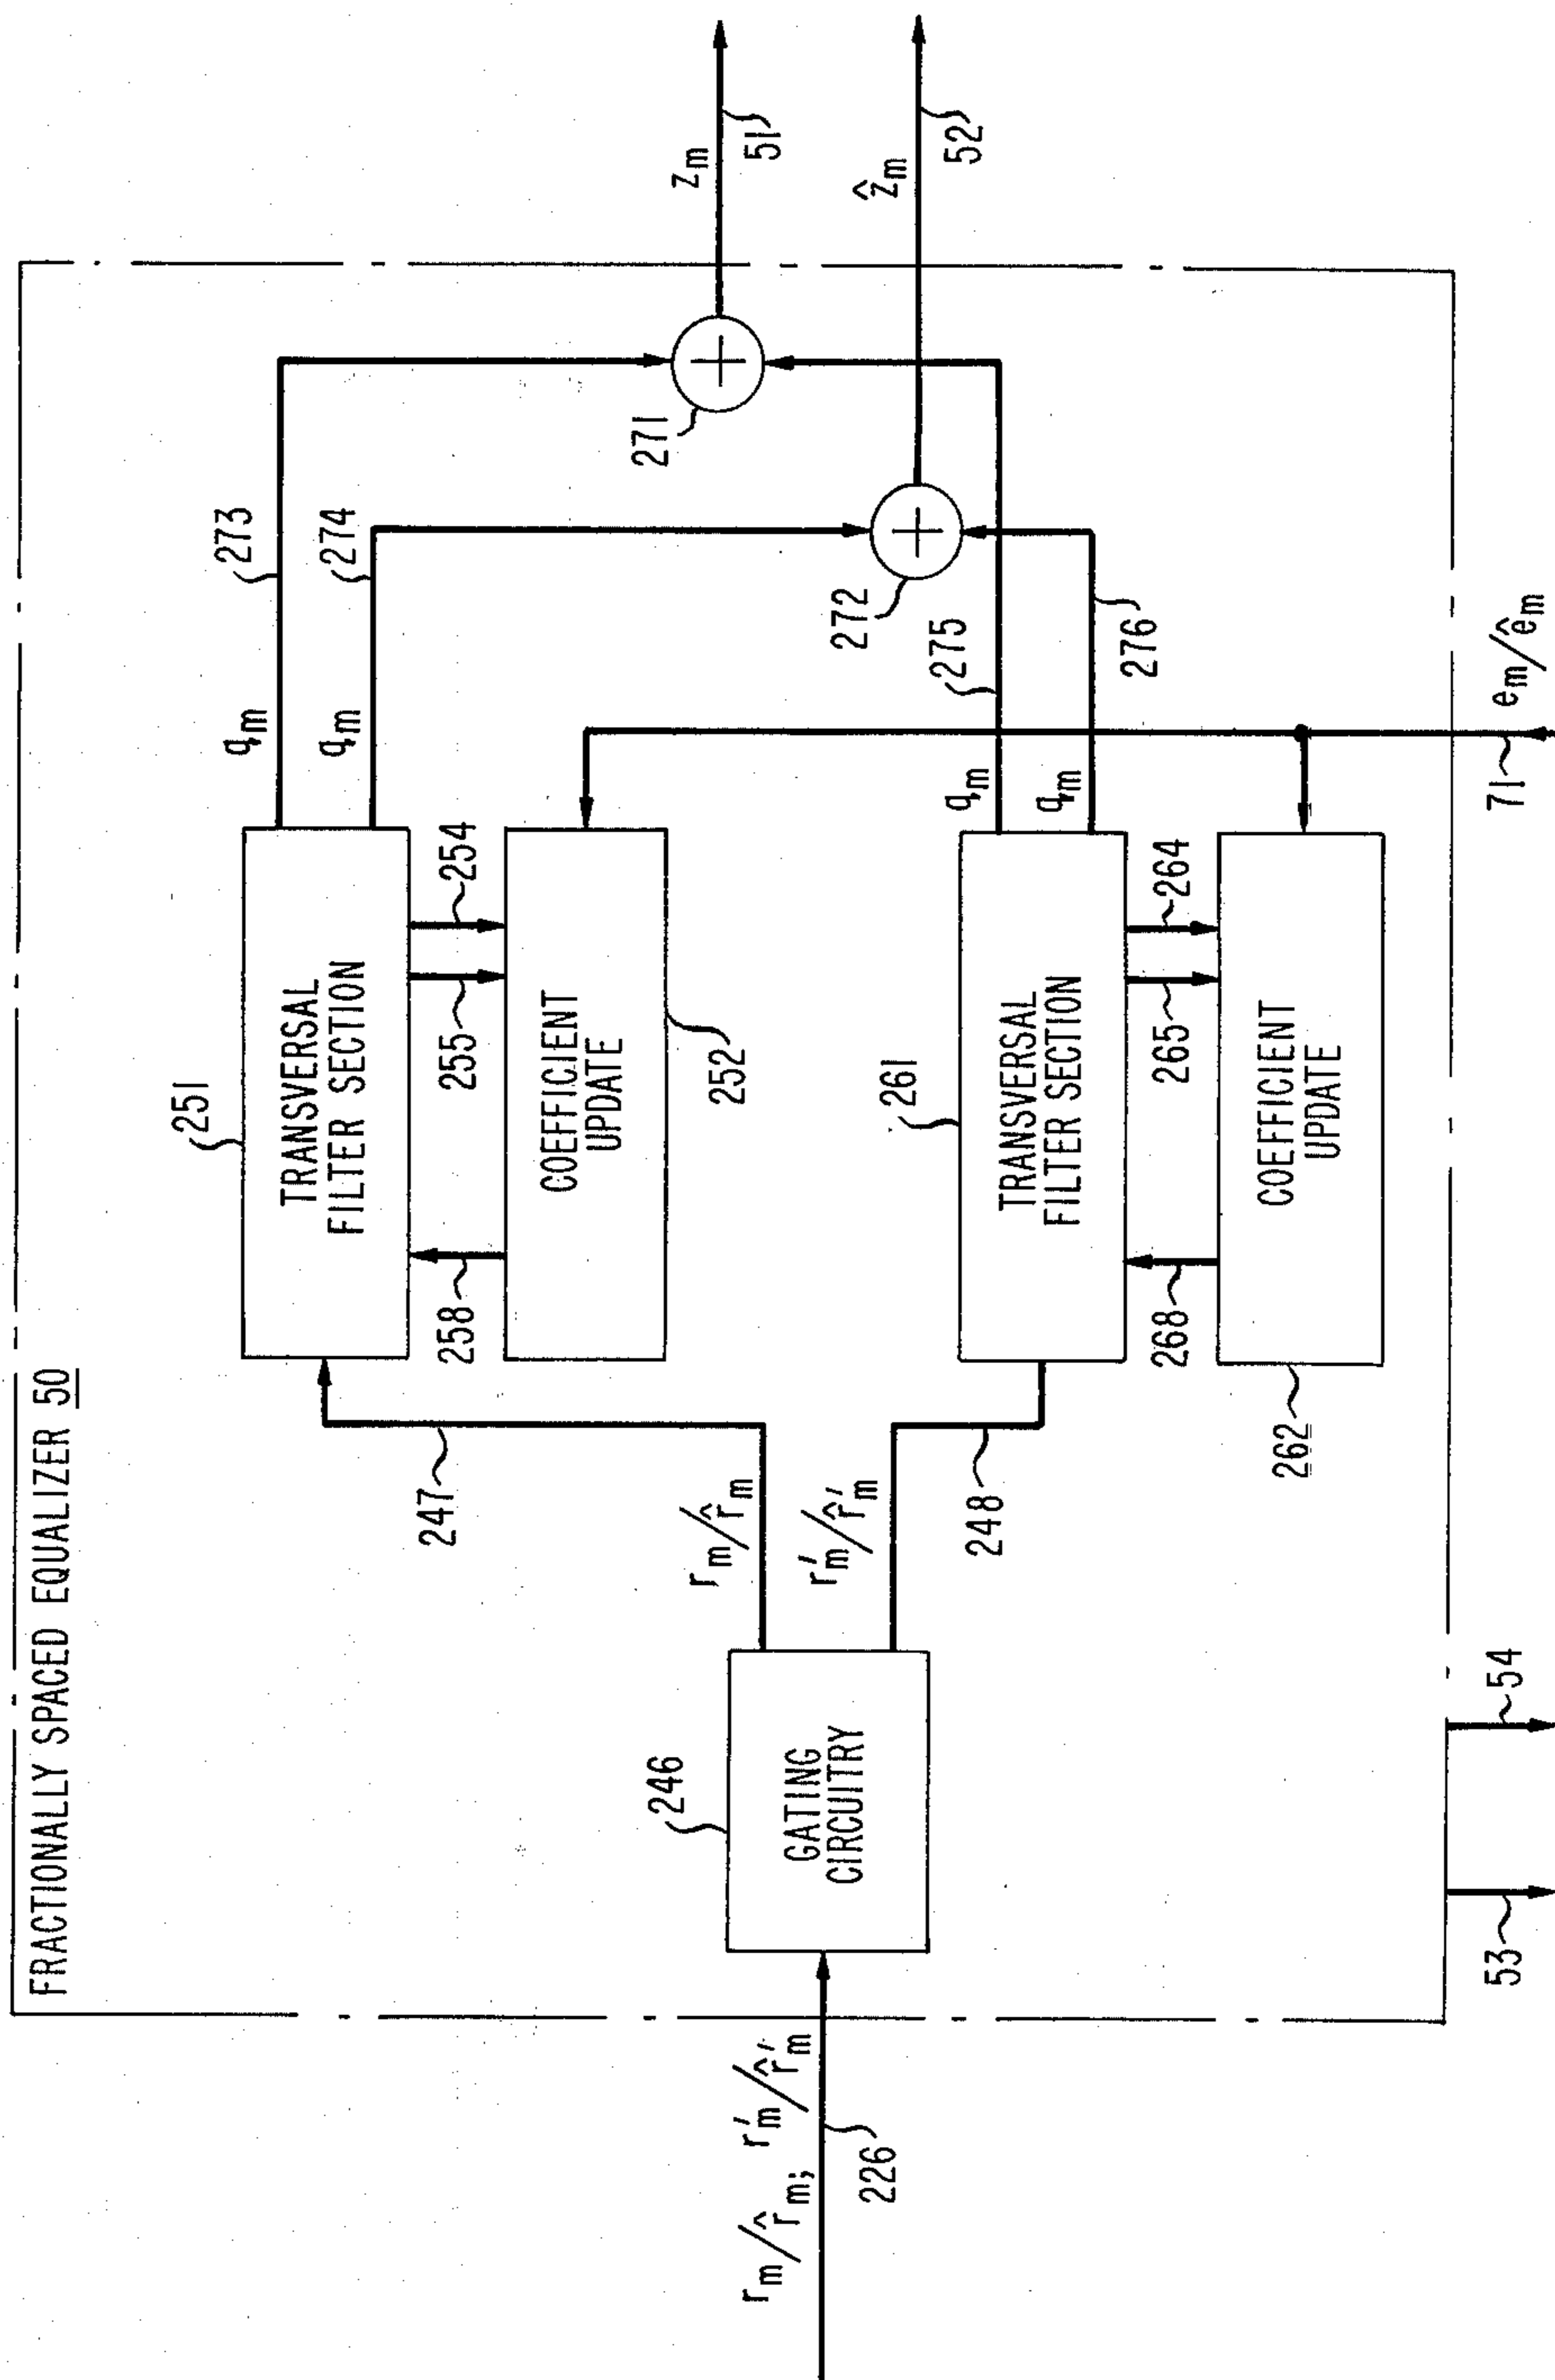 FRACTIONALLY SPACED EQUALIZER 50
r_m/r̂_m; r'_m/r̂'_m
226
246
GATING
CIRCUITRY
r_m/r̂_m
247
r'_m/r̂'_m
248
251
TRANSVERSAL
FILTER SECTION
258
255
254
COEFFICIENT
UPDATE
252
261
TRANSVERSAL
FILTER SECTION
268
265
264
COEFFICIENT
UPDATE
262
q_m
273
q_m
274
q_m
275
q_m
276
271
+
272
+
z_m
51
ẑ_m
52
53
54
71
e_m/ê_m